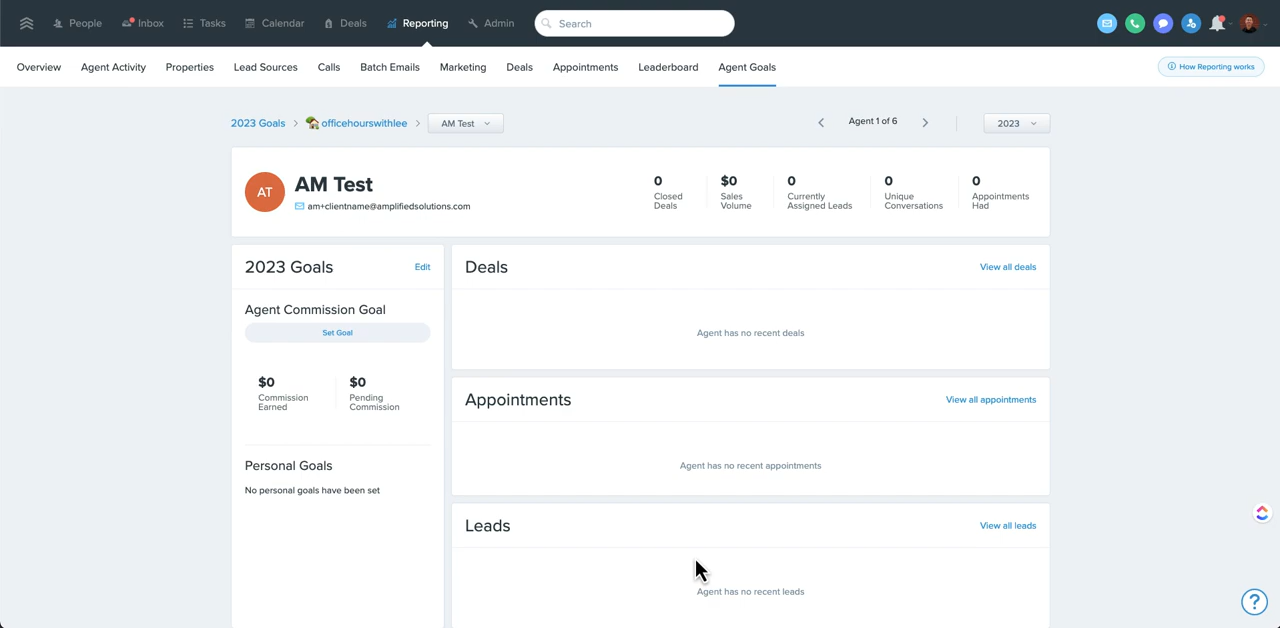 People Inbox Tasks Calendar Deals Reporting Admin Search
Overview Agent Activity Properties Lead Sources Calls Batch Emails Marketing Deals Appointments Leaderboard Agent Goals How Reporting works
2023 Goals > officehourswithlee > AM Test Agent 1 of 6 2023
AT
AM Test
am+clientname@amplifiedsolutions.com
0
Closed
Deals
$0
Sales
Volume
0
Currently
Assigned Leads
0
Unique
Conversations
0
Appointments
Had
2023 Goals Edit
Agent Commission Goal
Set Goal
$0
Commission
Earned
$0
Pending
Commission
Personal Goals
No personal goals have been set
Deals View all deals
Agent has no recent deals
Appointments View all appointments
Agent has no recent appointments
Leads View all leads
Agent has no recent leads
?